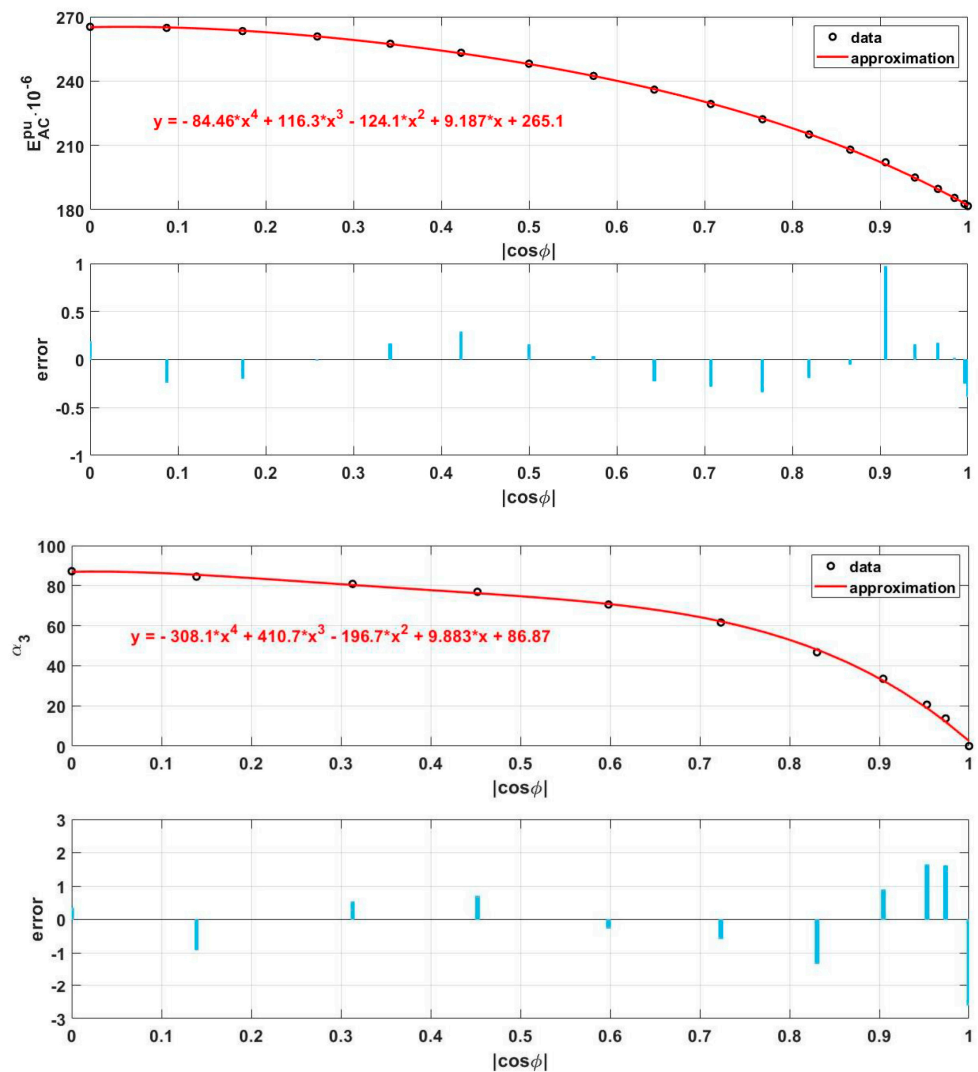 270
240
210
180
E_AC^pu·10^-6
data
approximation
y = - 84.46*x^4 + 116.3*x^3 - 124.1*x^2 + 9.187*x + 265.1
0 0.1 0.2 0.3 0.4 0.5 0.6 0.7 0.8 0.9 1
|cosϕ|
1
0.5
0
-0.5
-1
error
0 0.1 0.2 0.3 0.4 0.5 0.6 0.7 0.8 0.9 1
|cosϕ|
100
80
60
40
20
0
α_3
data
approximation
y = - 308.1*x^4 + 410.7*x^3 - 196.7*x^2 + 9.883*x + 86.87
0 0.1 0.2 0.3 0.4 0.5 0.6 0.7 0.8 0.9 1
|cosϕ|
3
2
1
0
-1
-2
-3
error
0 0.1 0.2 0.3 0.4 0.5 0.6 0.7 0.8 0.9 1
|cosϕ|